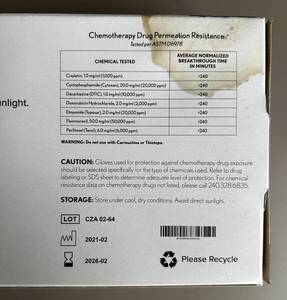 Chemotherapy Drug Permeation Resistance
Tested per ASTM D6978
CHEMICAL TESTED AVERAGE NORMALIZED BREAKTHROUGH TIME IN MINUTES
Cisplatin, 1.0 mg/ml (1,000 ppm) >240
Cyclophosphamide (Cytoxan), 20.0 mg/ml (20,000 ppm) >240
Dacarbazine (DTIC), 10.0 mg/ml (10,000 ppm) >240
Doxorubicin Hydrochloride, 2.0 mg/ml (2,000 ppm) >240
Etoposide (Toposar), 20.0 mg/ml (20,000 ppm) >240
Fluorouracil, 50.0 mg/ml (50,000 ppm) >240
Paclitaxel (Taxol), 6.0 mg/ml (6,000 ppm) >240
WARNING: Do not use with Carmustine or Thiotepa.
unlight.
CAUTION: Gloves used for protection against chemotherapy drug exposure
should be selected specifically for the type of chemicals used. Refer to drug
labeling or SDS sheet to determine adequate level of protection. For chemical
resistance data on chemotherapy drugs not listed, please call 240.328.6835.
STORAGE: Store under cool, dry conditions. Avoid direct sunlight.
LOT CZA 02-64
2021-02
2026-02
Please Recycle